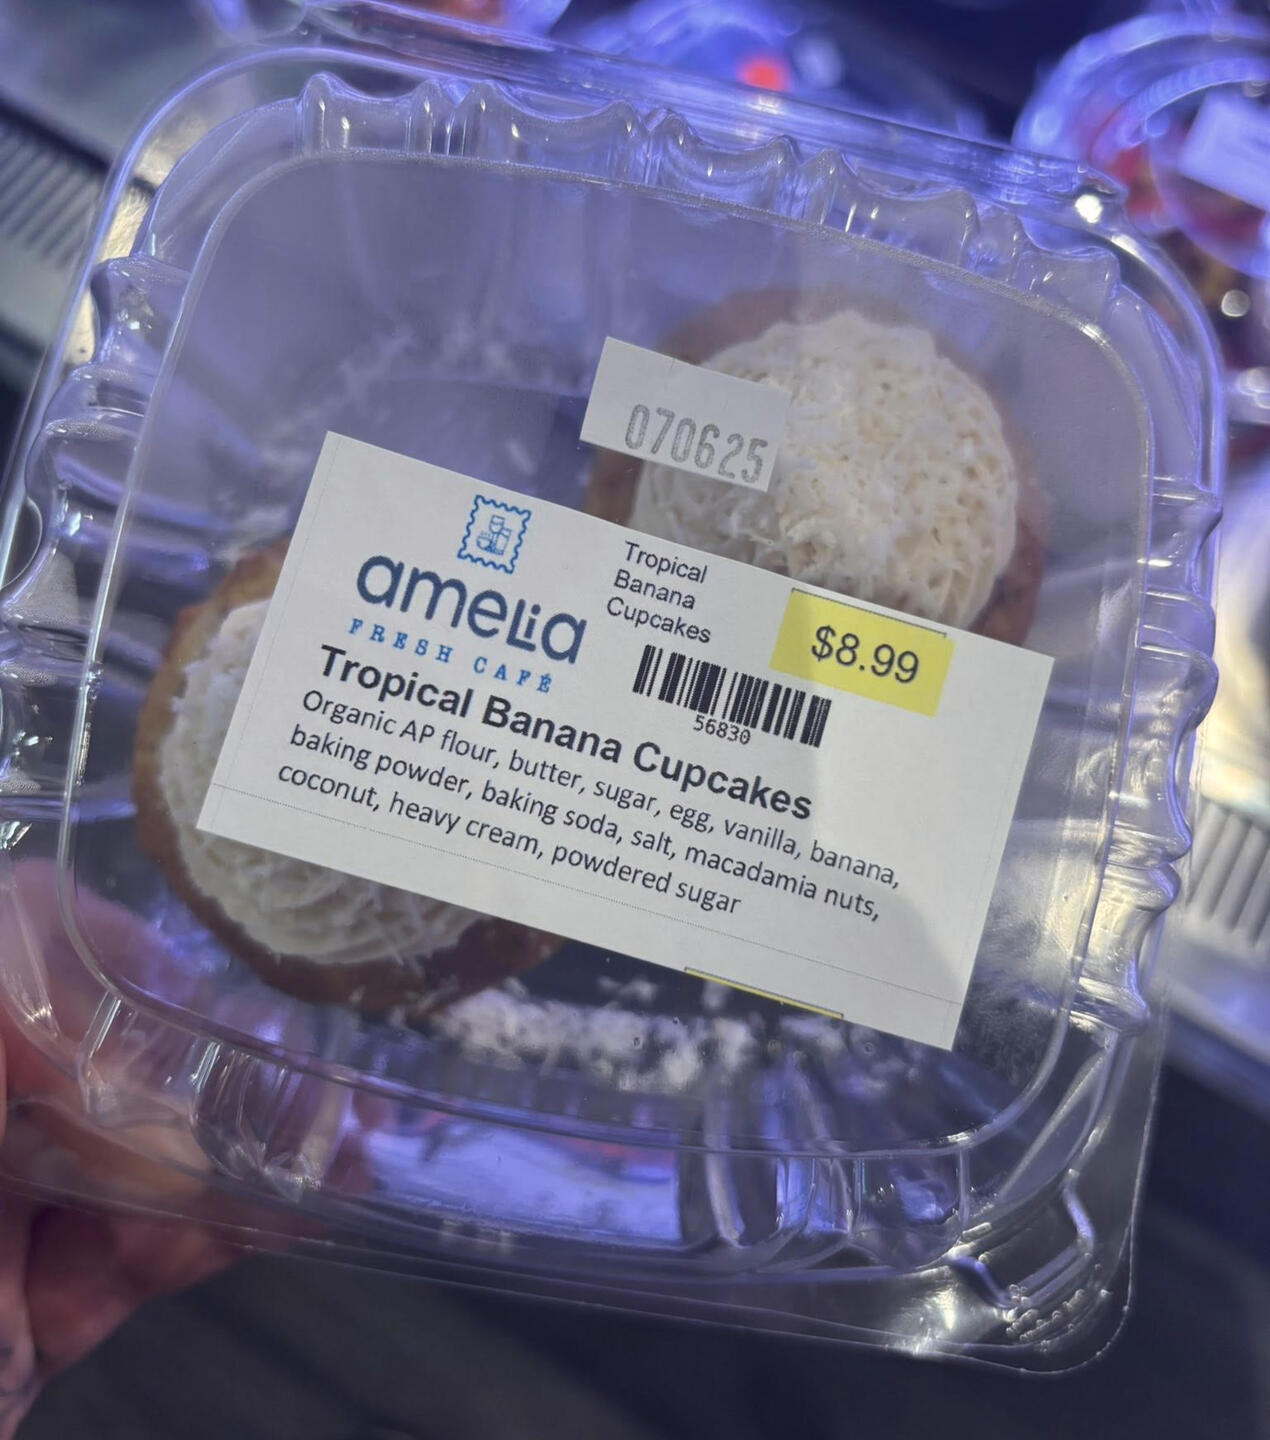 070625
amelia
FRESH CAFÉ
Tropical
Banana
Cupcakes
$8.99
56830
Tropical Banana Cupcakes
Organic AP flour, butter, sugar, egg, vanilla, banana,
baking powder, baking soda, salt, macadamia nuts,
coconut, heavy cream, powdered sugar